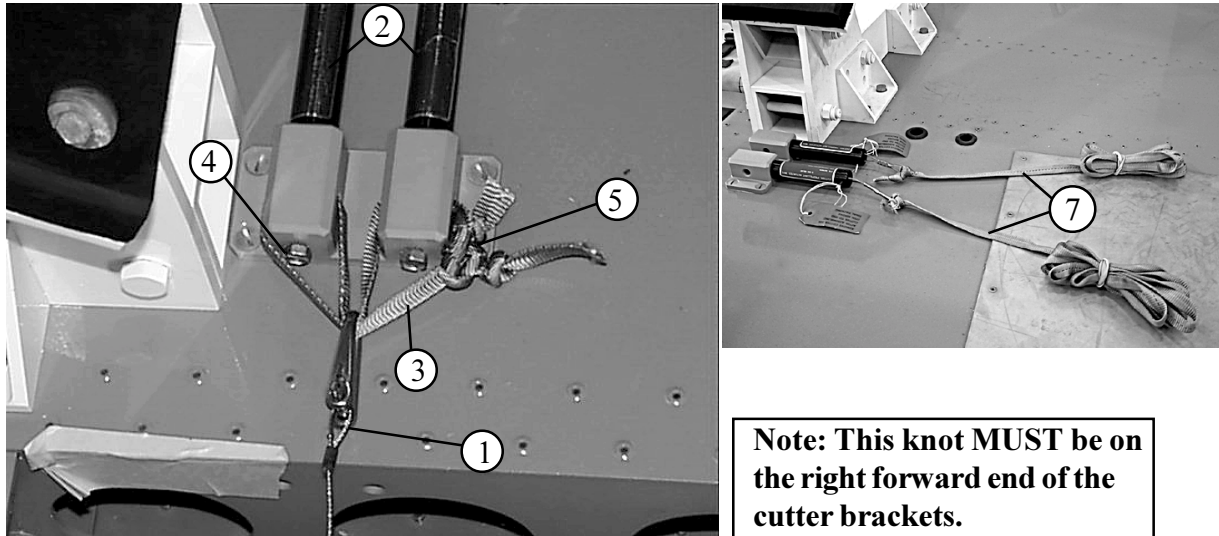 2
4
5
3
1
7
Note: This knot MUST be on
the right forward end of the
cutter brackets.